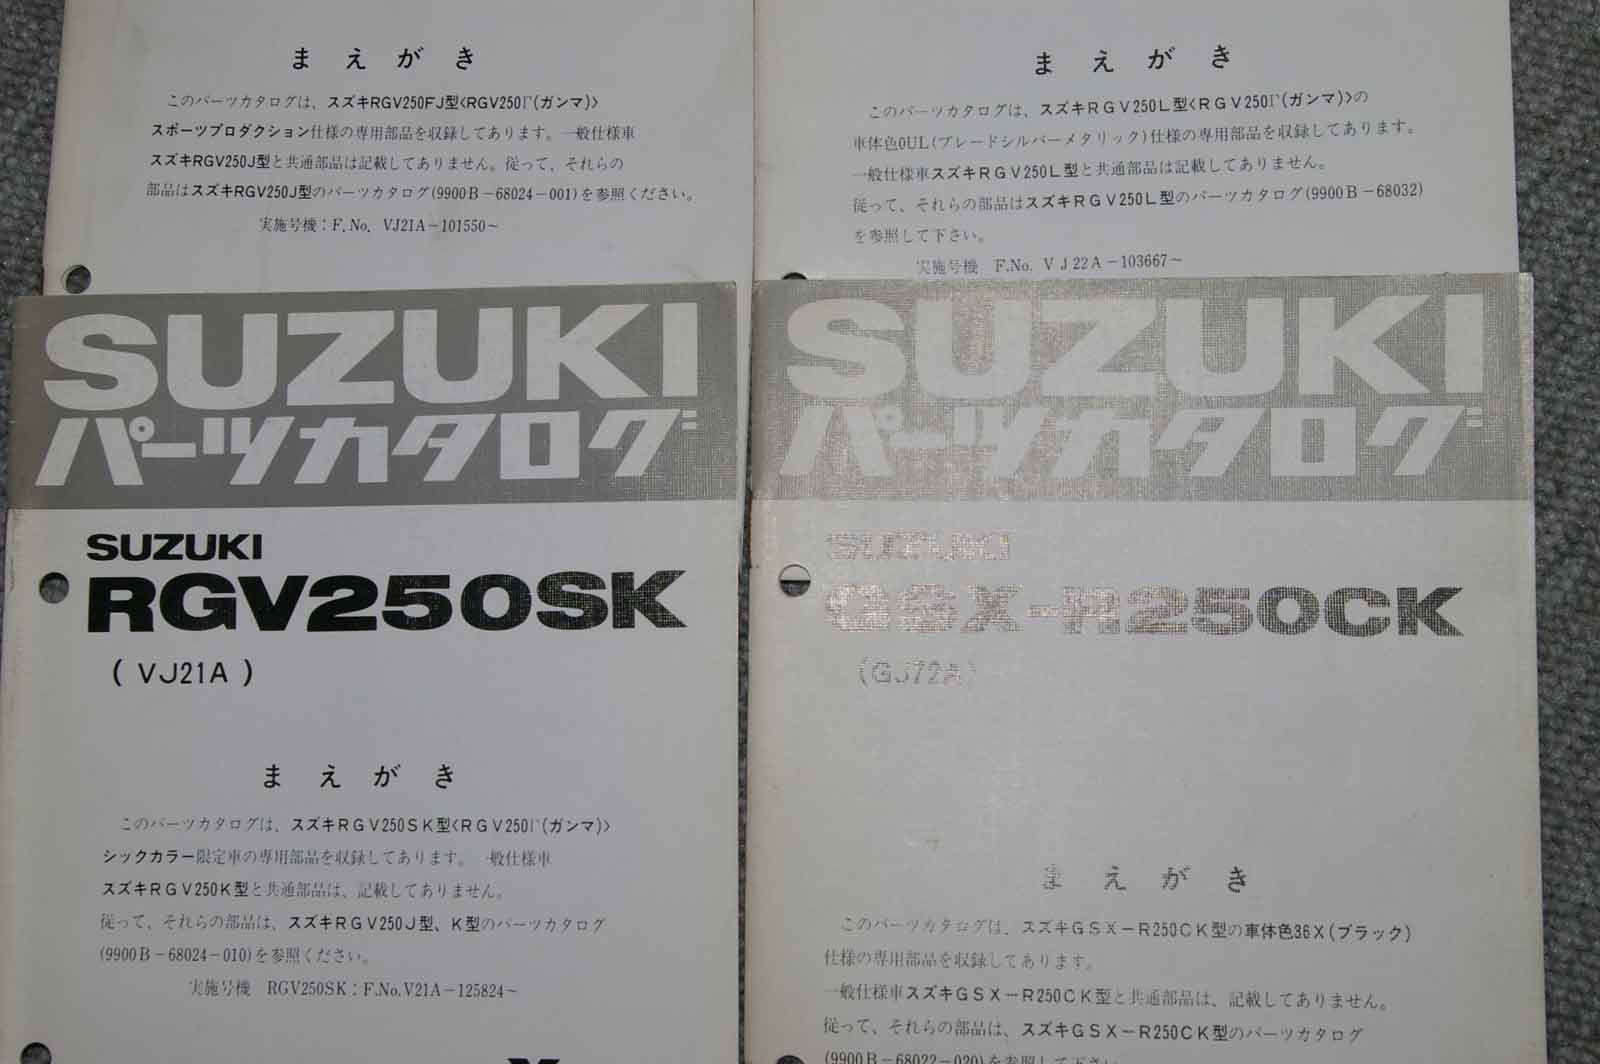 まえがき
このパーツカタログは、スズキRGV250FJ型〈RGV250Γ(ガンマ)〉
スポーツプロダクション仕様の専用部品を収録してあります。一般仕様車
スズキRGV250J型と共通部品は記載してありません。従って、それらの
部品はスズキRGV250J型のパーツカタログ(9900B-68024-001)を参照ください。
実施号機：F.No. VJ21A-101550~
まえがき
このパーツカタログは、スズキRGV250L型〈RGV250Γ(ガンマ)〉の
車体色0UL(ブレードシルバーメタリック)仕様の専用部品を収録してあります。
一般仕様車スズキRGV250L型と共通部品は記載してありません。
従って、それらの部品はスズキRGV250L型のパーツカタログ(9900B-68032)
を参照して下さい。
実施号機 F.No. VJ22A-103667~
SUZUKI
パーツカタログ
SUZUKI
RGV250SK
(VJ21A)
まえがき
このパーツカタログは、スズキRGV250SK型〈RGV250Γ(ガンマ)〉
シックカラー限定車の専用部品を収録してあります。一般仕様車
スズキRGV250K型と共通部品は、記載してありません。
従って、それらの部品は、スズキRGV250J型、K型のパーツカタログ
(9900B-68024-010)を参照ください。
実施号機 RGV250SK：F.No.V21A-125824~
SUZUKI
パーツカタログ
SUZUKI
GSX-R250CK
(GJ72A)
まえがき
このパーツカタログは、スズキGSX-R250CK型の車体色36X(ブラック)
仕様の専用部品を収録してあります。
一般仕様車スズキGSX-R250CK型と共通部品は、記載してありません。
従って、それらの部品は、スズキGSX-R250CK型のパーツカタログ
(9900B-68022-020)を参照して下さい